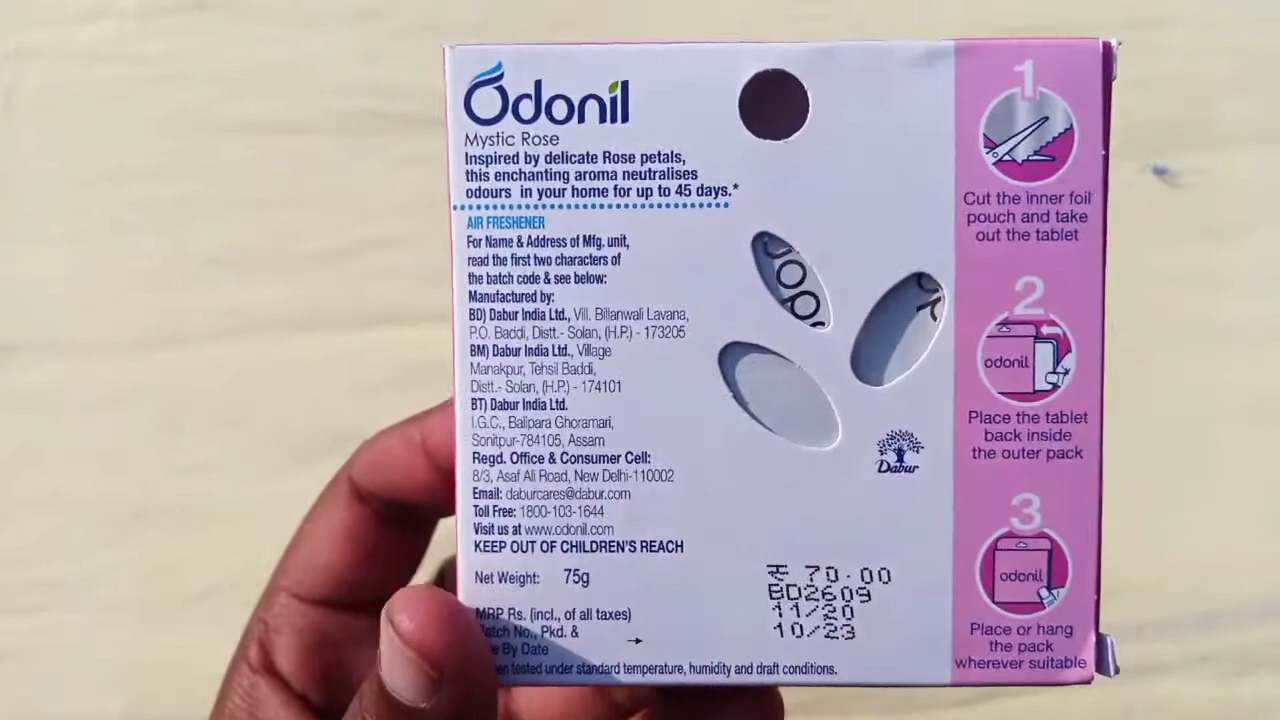 Odonil
Mystic Rose
Inspired by delicate Rose petals,
this enchanting aroma neutralises
odours in your home for up to 45 days.*
AIR FRESHENER
For Name & Address of Mfg. unit,
read the first two characters of
the batch code & see below:
Manufactured by:
BD) Dabur India Ltd., Vill. Billanwali Lavana,
P.O. Baddi, Distt.- Solan, (H.P.) - 173205
BM) Dabur India Ltd., Village
Manakpur, Tehsil Baddi,
Distt.- Solan, (H.P.) - 174101
BT) Dabur India Ltd.
I.G.C., Balipara Ghoramari,
Sonitpur-784105, Assam
Regd. Office & Consumer Cell:
8/3, Asaf Ali Road, New Delhi-110002
Email: daburcares@dabur.com
Toll Free: 1800-103-1644
Visit us at www.odonil.com
KEEP OUT OF CHILDREN'S REACH
Net Weight: 75g
MRP Rs. (incl., of all taxes)
No., Pkd. &
By Date
tested under standard temperature, humidity and draft conditions.
₹ 70.00
BD2609
11/20
10/23
Dabur
1
Cut the inner foil
pouch and take
out the tablet
2
odonil
Place the tablet
back inside
the outer pack
3
odonil
Place or hang
the pack
wherever suitable